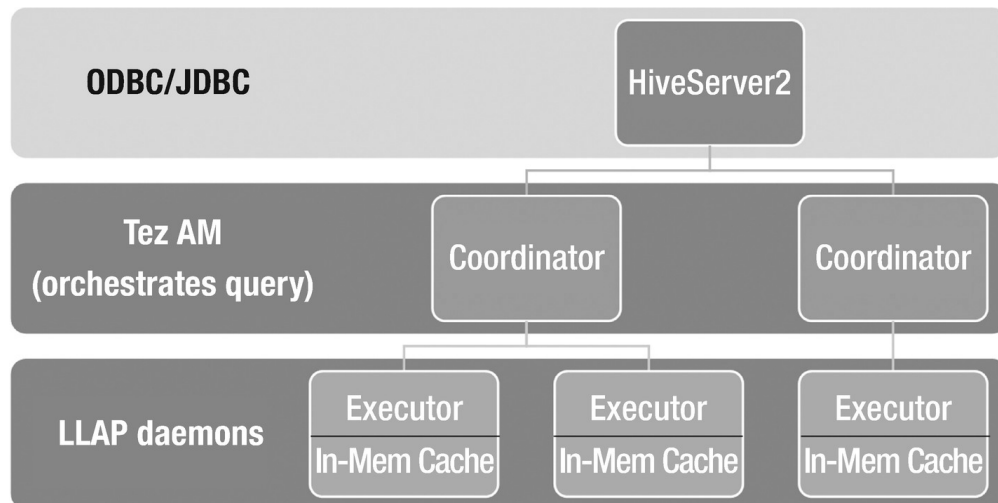 ODBC/JDBC
HiveServer2
Tez AM
(orchestrates query)
Coordinator
Coordinator
LLAP daemons
Executor
In-Mem Cache
Executor
In-Mem Cache
Executor
In-Mem Cache